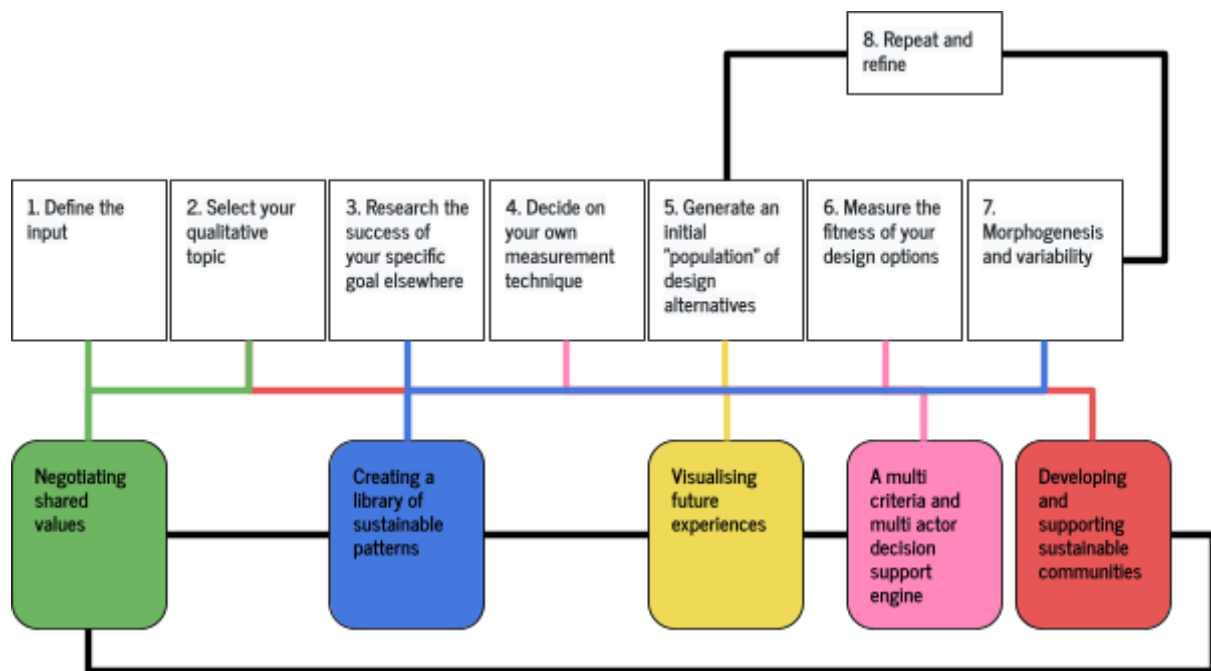 8. Repeat and
refine
1. Define the
input
2. Select your
qualitative
topic
3. Research the
success of
your specific
goal elsewhere
4. Decide on
your own
measurement
technique
5. Generate an
initial
"population" of
design
alternatives
6. Measure the
fitness of your
design options
7.
Morphogenesis
and variability
Negotiating
shared
values
Creating a
library of
sustainable
patterns
Visualising
future
experiences
A multi
criteria and
multi actor
decision
support
engine
Developing
and
supporting
sustainable
communities